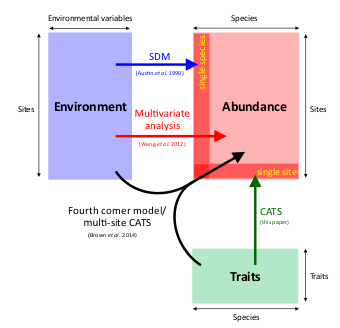 Environmental variables
Species
Sites
SDM
(Austin et al. 1990)
single species
Environment
Abundance
Sites
Multivariate
analysis
(Wang et al. 2012)
single site
Fourth corner model/
multi-site CATS
(Brown et al. 2014)
CATS
(this paper)
Traits
Traits
Species